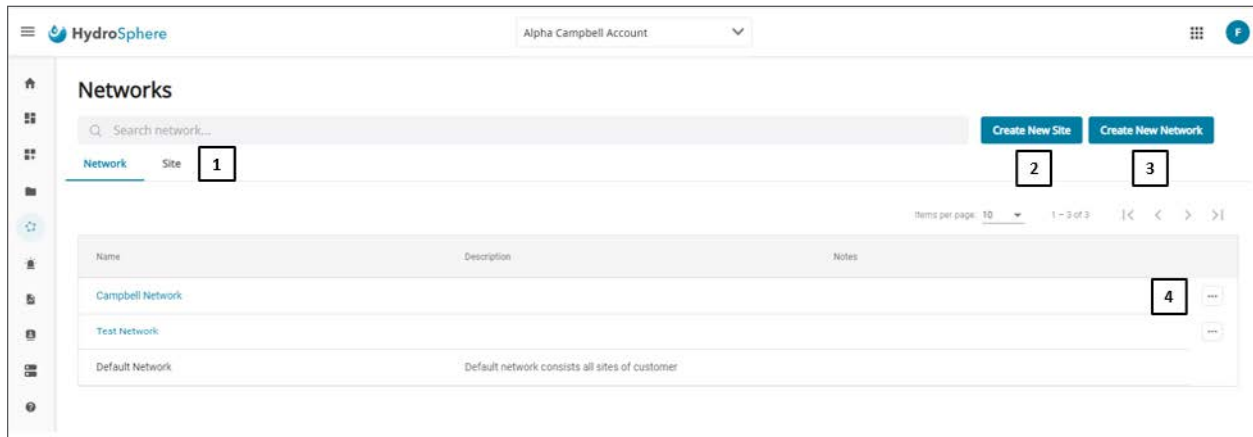 HydroSphere
Alpha Campbell Account
F
Networks
Search network...
Create New Site
Create New Network
Network
Site
1
2
3
Items per page: 10
1 – 3 of 3
Name Description Notes
Campbell Network
4
Test Network
Default Network Default network consists all sites of customer